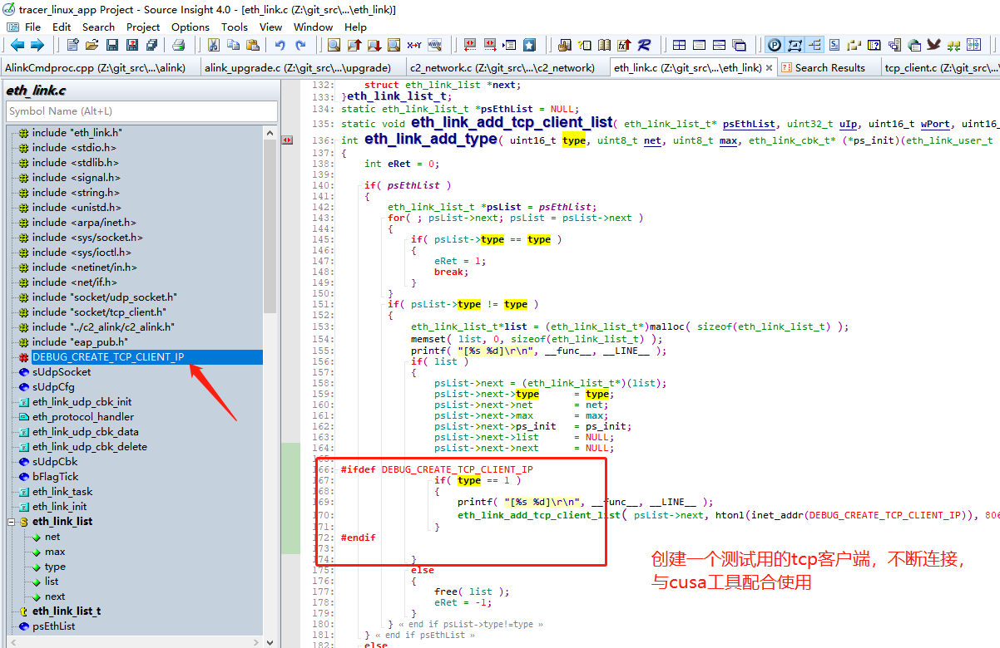 tracer_linux_app Project - Source Insight 4.0 - [eth_link.c (Z:\git_src\...\eth_link)]
File Edit Search Project Options Tools View Window Help
AlinkCmdproc.cpp (Z:\git_src\...\alink) alink_upgrade.c (Z:\git_src\...\upgrade) c2_network.c (Z:\git_src\...\c2_network) eth_link.c (Z:\git_src\...\eth_link) Search Results tcp_client.c (Z:\git_src\...\eth
eth_link.c
Symbol Name (Alt+L)
include "eth_link.h"
include <stdio.h>
include <stdlib.h>
include <signal.h>
include <string.h>
include <unistd.h>
include <arpa/inet.h>
include <sys/socket.h>
include <sys/ioctl.h>
include <netinet/in.h>
include <net/if.h>
include "socket/udp_socket.h"
include "socket/tcp_client.h"
include "../c2_alink/c2_alink.h"
include "eap_pub.h"
DEBUG_CREATE_TCP_CLIENT_IP
sUdpSocket
sUdpCfg
eth_link_udp_cbk_init
eth_protocol_handler
eth_link_udp_cbk_data
eth_link_udp_cbk_delete
sUdpCbk
bFlagTick
eth_link_task
eth_link_init
eth_link_list
net
max
type
list
next
eth_link_list_t
psEthList
132: struct eth_link_list *next;
133: }eth_link_list_t;
134: static eth_link_list_t *psEthList = NULL;
135: static void eth_link_add_tcp_client_list( eth_link_list_t* psEthList, uint32_t uIp, uint16_t wPort, uint16_
136: int eth_link_add_type( uint16_t type, uint8_t net, uint8_t max, eth_link_cbk_t* (*ps_init)(eth_link_user_t
137: {
138: int eRet = 0;
139:
140: if( psEthList )
141: {
142: eth_link_list_t *psList = psEthList;
143: for( ; psList->next; psList = psList->next )
144: {
145: if( psList->type == type )
146: {
147: eRet = 1;
148: break;
149: }
150: }
151: if( psList->type != type )
152: {
153: eth_link_list_t*list = (eth_link_list_t*)malloc( sizeof(eth_link_list_t) );
154: memset( list, 0, sizeof(eth_link_list_t) );
155: printf( "[%s %d]\r\n", __func__, __LINE__ );
156: if( list )
157: {
158: psList->next = (eth_link_list_t*)(list);
159: psList->next->type = type;
160: psList->next->net = net;
161: psList->next->max = max;
162: psList->next->ps_init = ps_init;
163: psList->next->list = NULL;
164: psList->next->next = NULL;
165:
166: #ifdef DEBUG_CREATE_TCP_CLIENT_IP
167: if( type == 1 )
168: {
169: printf( "[%s %d]\r\n", __func__, __LINE__ );
170: eth_link_add_tcp_client_list( psList->next, htonl(inet_addr(DEBUG_CREATE_TCP_CLIENT_IP)), 806
171: }
172: #endif
173:
174: }
175: else
176: {
177: free( list );
178: eRet = -1;
179: }
180: } « end if psList->type!=type »
181: } « end if psEthList »
182: else
创建一个测试用的tcp客户端，不断连接，
与cusa工具配合使用